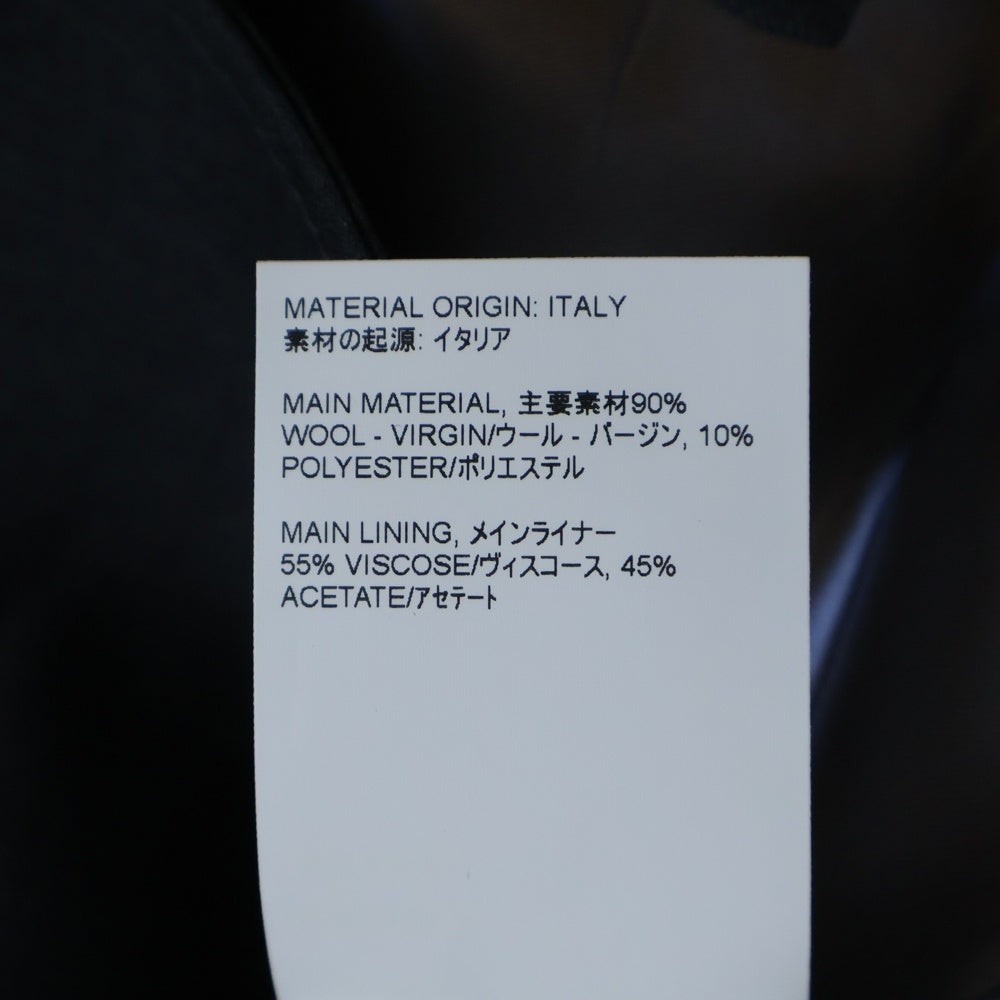 MATERIAL ORIGIN: ITALY
素材の起源: イタリア
MAIN MATERIAL, 主要素材90%
WOOL - VIRGIN/ウール - バージン, 10%
POLYESTER/ポリエステル
MAIN LINING, メインライナー
55% VISCOSE/ヴィスコース, 45%
ACETATE/アセテート